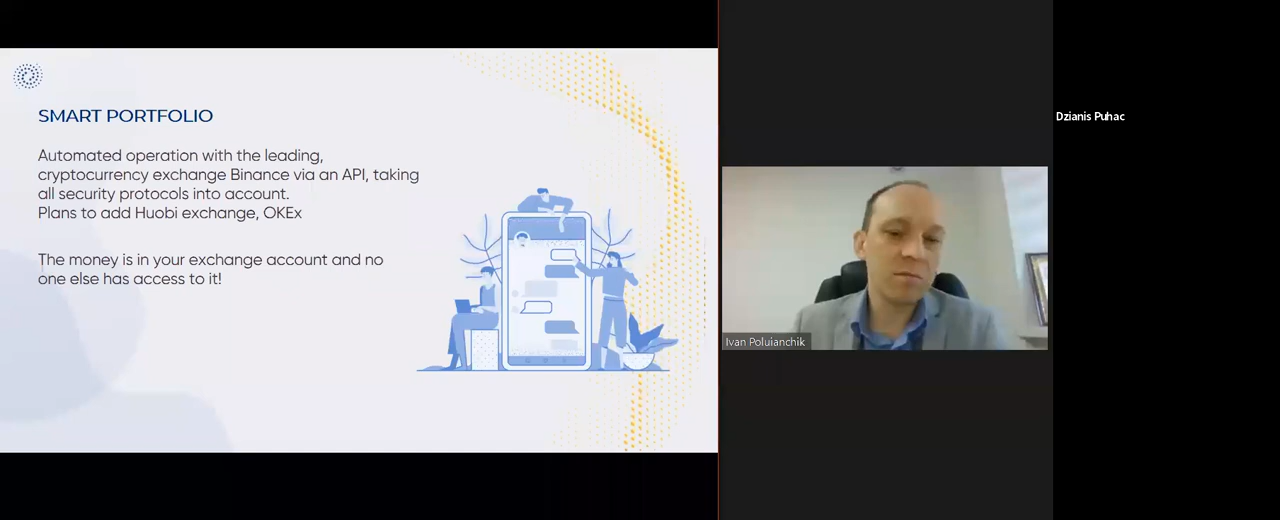 SMART PORTFOLIO
Automated operation with the leading,
cryptocurrency exchange Binance via an API, taking
all security protocols into account.
Plans to add Huobi exchange, OKEx
The money is in your exchange account and no
one else has access to it!
Ivan Poluianchik
Dzianis Puhac